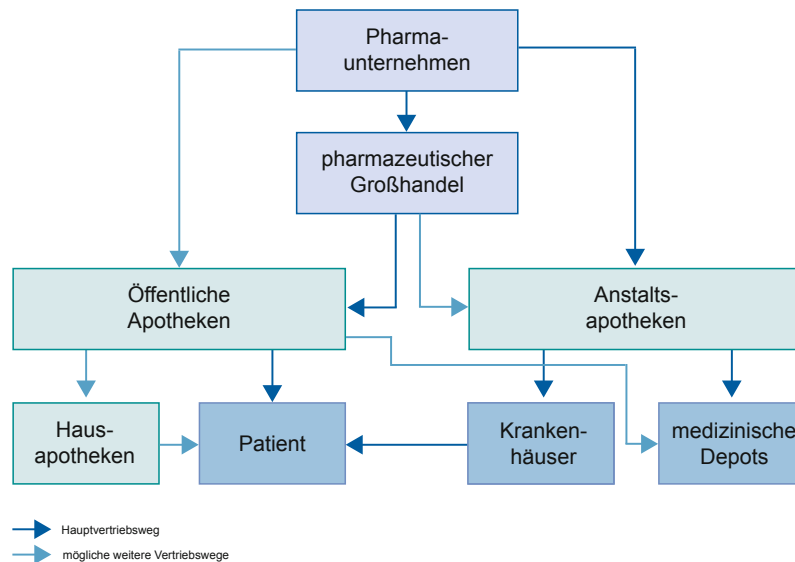 Pharma-
unternehmen
pharmazeutischer
Großhandel
Öffentliche
Apotheken
Anstalts-
apotheken
Haus-
apotheken
Patient
Kranken-
häuser
medizinische
Depots
Hauptvertriebsweg
mögliche weitere Vertriebswege